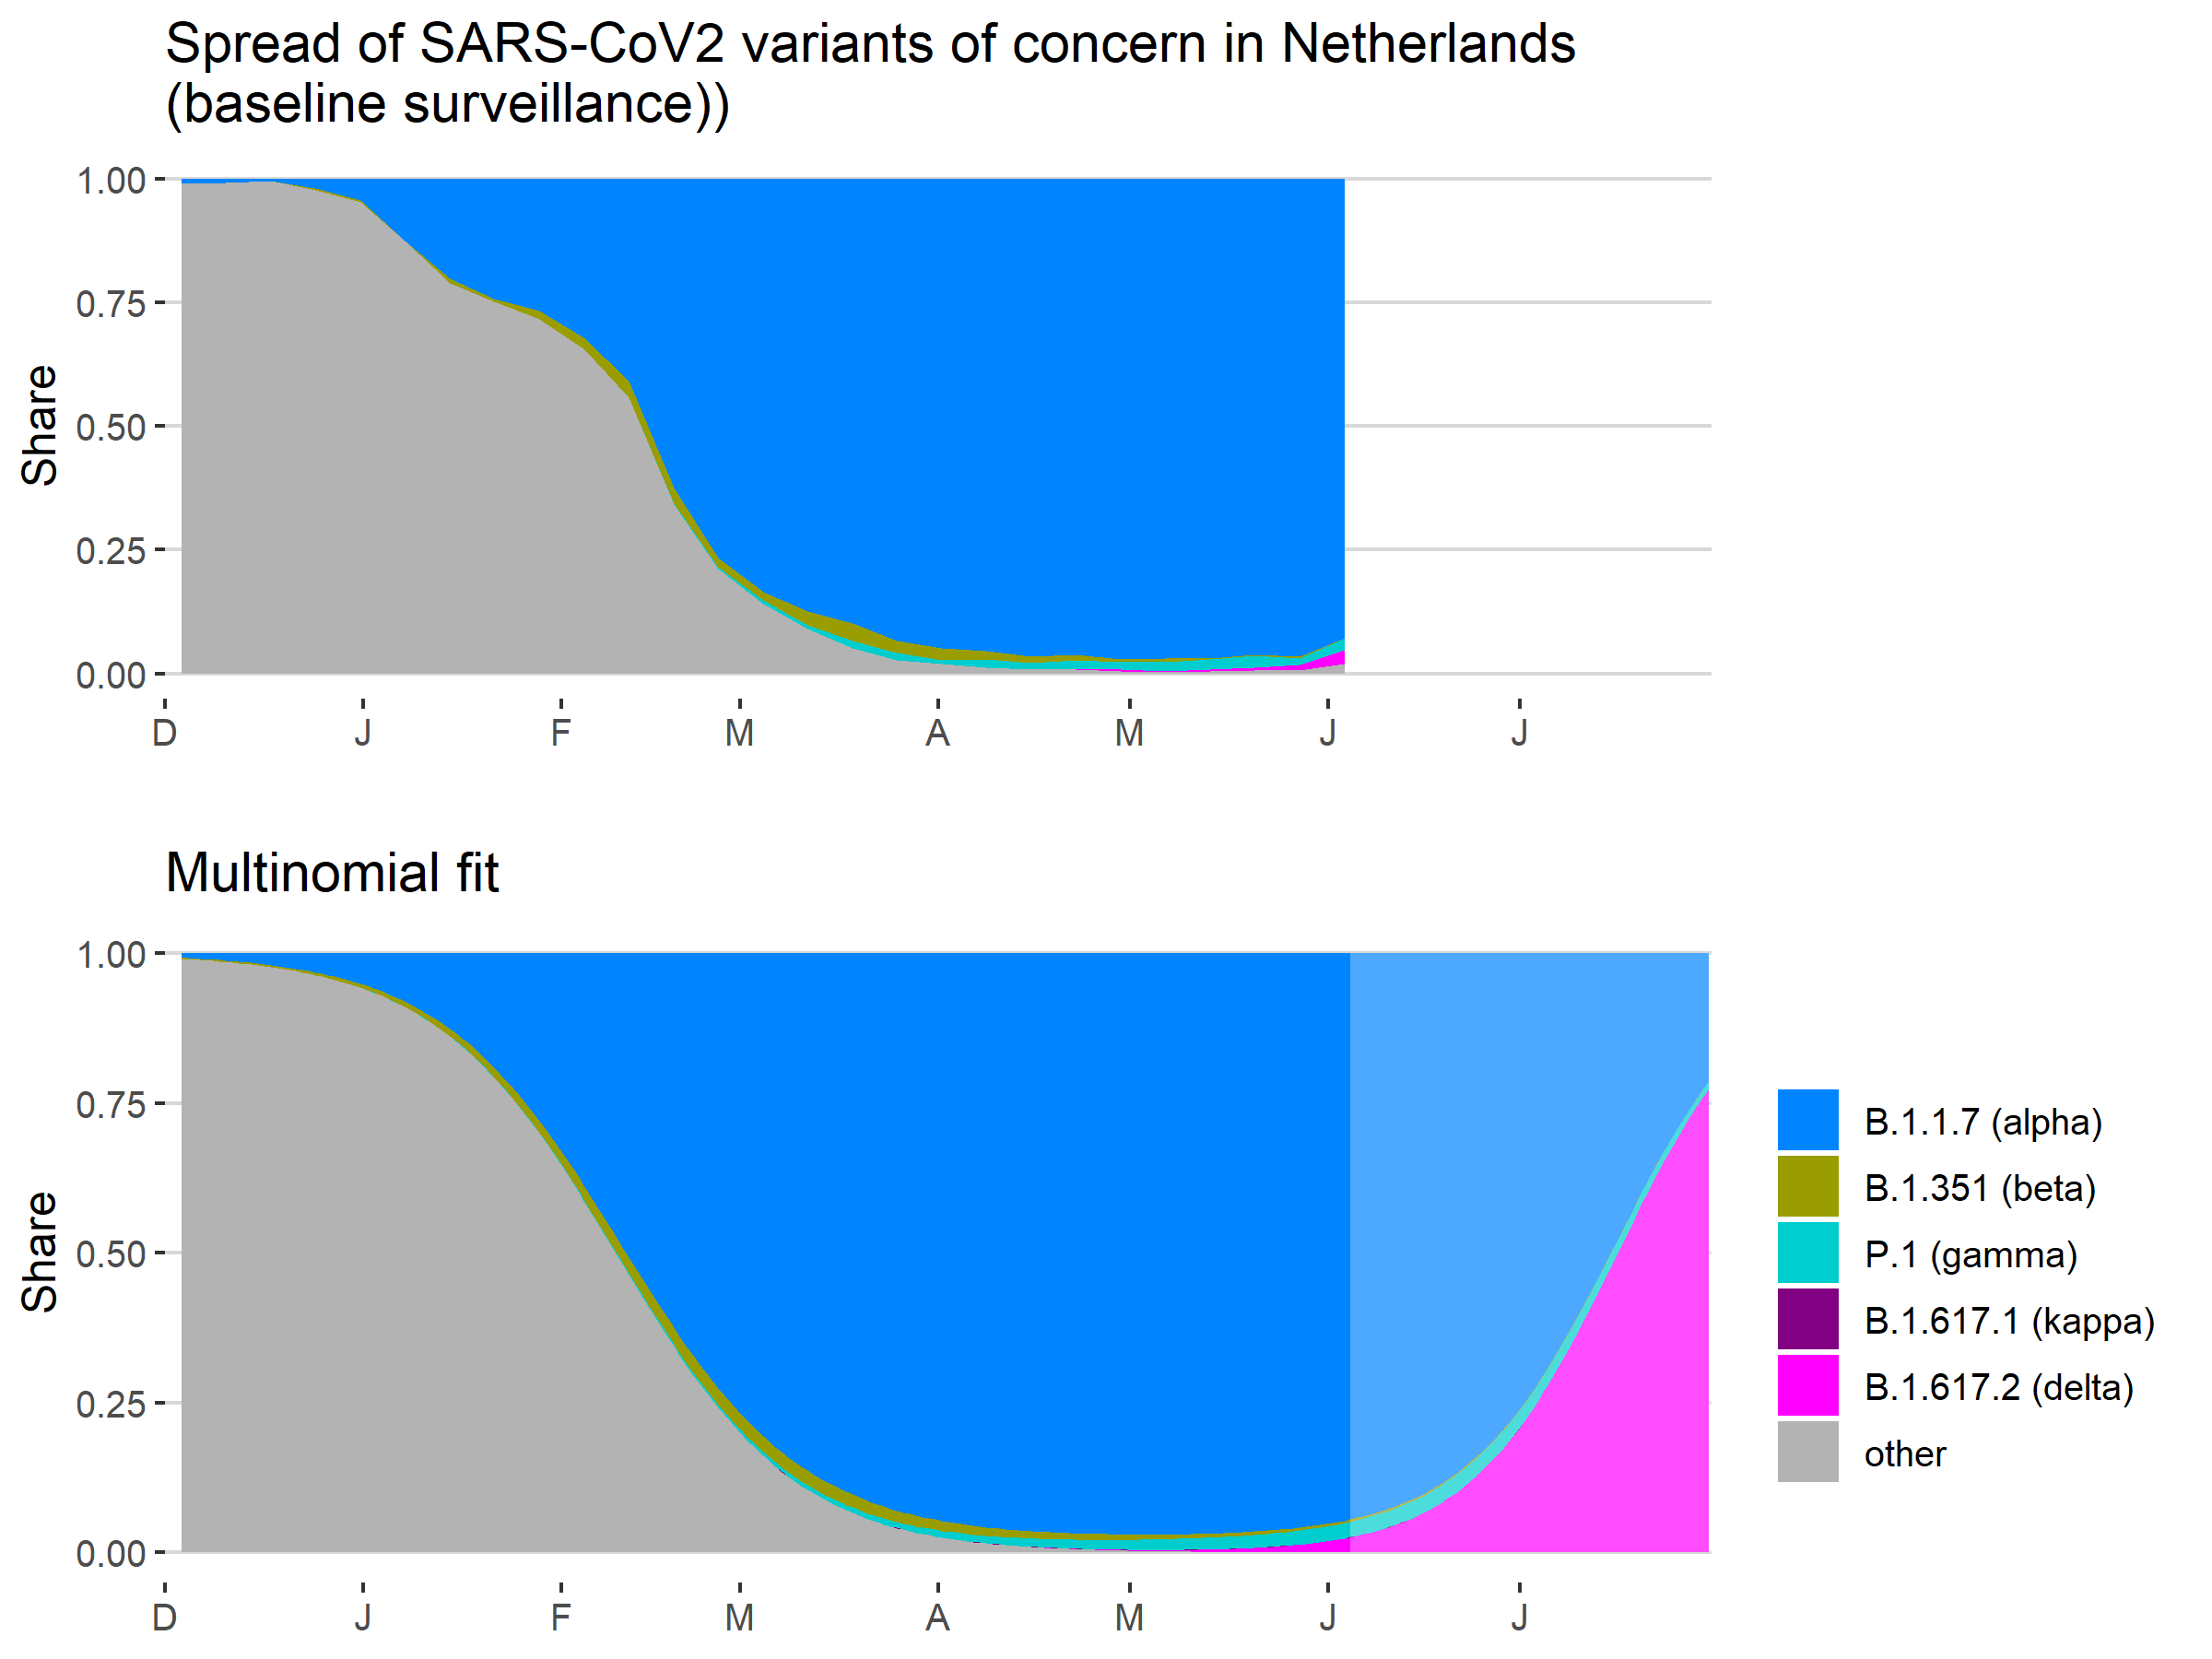 Spread of SARS-CoV2 variants of concern in Netherlands
(baseline surveillance))
1.00
0.75
0.50
0.25
0.00
Share
D J F M A M J J
Multinomial fit
1.00
0.75
0.50
0.25
0.00
Share
D J F M A M J J
B.1.1.7 (alpha)
B.1.351 (beta)
P.1 (gamma)
B.1.617.1 (kappa)
B.1.617.2 (delta)
other